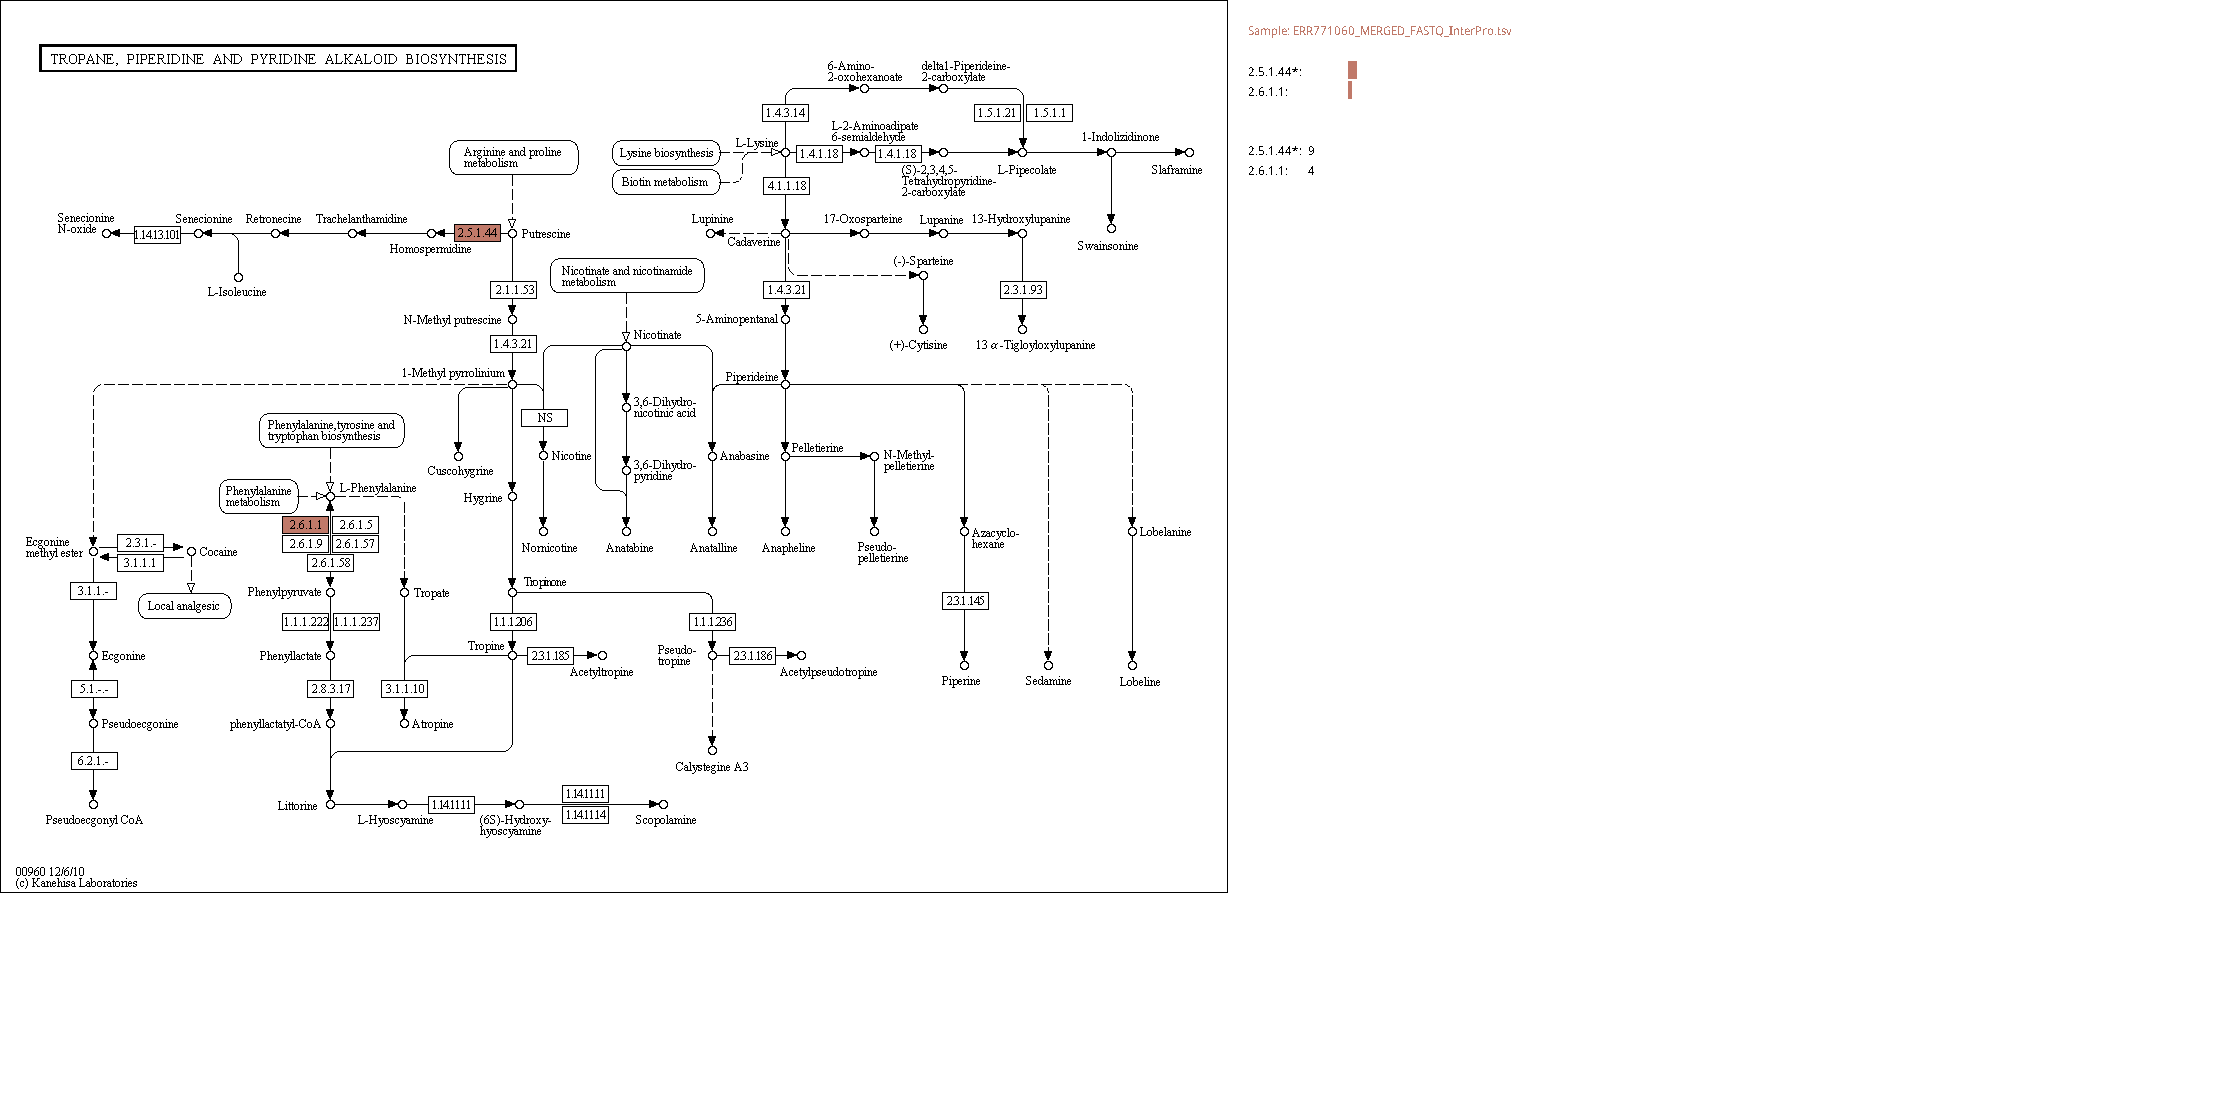 TROPANE, PIPERIDINE AND PYRIDINE ALKALOID BIOSYNTHESIS
Sample: ERR771060_MERGED_FASTQ_InterPro.tsv
2.5.1.44*:
2.6.1.1:
2.5.1.44*: 9
2.6.1.1: 4
6-Amino-
2-oxohexanoate
delta1-Piperideine-
2-carboxylate
1.4.3.14
1.5.1.21
1.5.1.1
L-2-Aminoadipate
6-semialdehyde
1-Indolizidinone
Arginine and proline
metabolism
Lysine biosynthesis
L-Lysine
1.4.1.18
1.4.1.18
(S)-2,3,4,5-
Tetrahydropyridine-
2-carboxylate
L-Pipecolate
Slaframine
Biotin metabolism
4.1.1.18
Senecionine
N-oxide
1.14.13.101
Senecionine
Retronecine
Trachelanthamidine
Homospermidine
2.5.1.44
Putrescine
Lupinine
Cadaverine
17-Oxosparteine
Lupanine
13-Hydroxylupanine
Swainsonine
L-Isoleucine
Nicotinate and nicotinamide
metabolism
(-)-Sparteine
2.1.1.53
1.4.3.21
2.3.1.93
N-Methyl putrescine
5-Aminopentanal
1.4.3.21
Nicotinate
(+)-Cytisine
13 α-Tigloyloxylupanine
1-Methyl pyrrolinium
Piperideine
3,6-Dihydro-
nicotinic acid
NS
Phenylalanine,tyrosine and
tryptophan biosynthesis
Cuscohygrine
Nicotine
3,6-Dihydro-
pyridine
Anabasine
Pelletierine
N-Methyl-
pelletierine
Phenylalanine
metabolism
L-Phenylalanine
Hygrine
2.6.1.1
2.6.1.5
2.6.1.9
2.6.1.57
2.6.1.58
Ecgonine
methyl ester
2.3.1.-
3.1.1.1
Cocaine
Nornicotine
Anatabine
Anatalline
Anapheline
Pseudo-
pelletierine
Azacyclo-
hexane
Lobelanine
3.1.1.-
Local analgesic
Phenylpyruvate
Tropate
Tropinone
2.3.1.145
1.1.1.222
1.1.1.237
1.1.1.206
1.1.1.236
Ecgonine
Phenyllactate
Tropine
2.3.1.185
Acetyltropine
Pseudo-
tropine
2.3.1.186
Acetylpseudotropine
Piperine
Sedamine
Lobeline
5.1.-.-
2.8.3.17
3.1.1.10
Pseudoecgonine
phenyllactatyl-CoA
Atropine
6.2.1.-
Calystegine A3
Pseudoecgonyl CoA
Littorine
L-Hyoscyamine
1.14.11.11
(6S)-Hydroxy-
hyoscyamine
1.14.11.11
1.14.11.14
Scopolamine
00960 12/6/10
(c) Kanehisa Laboratories